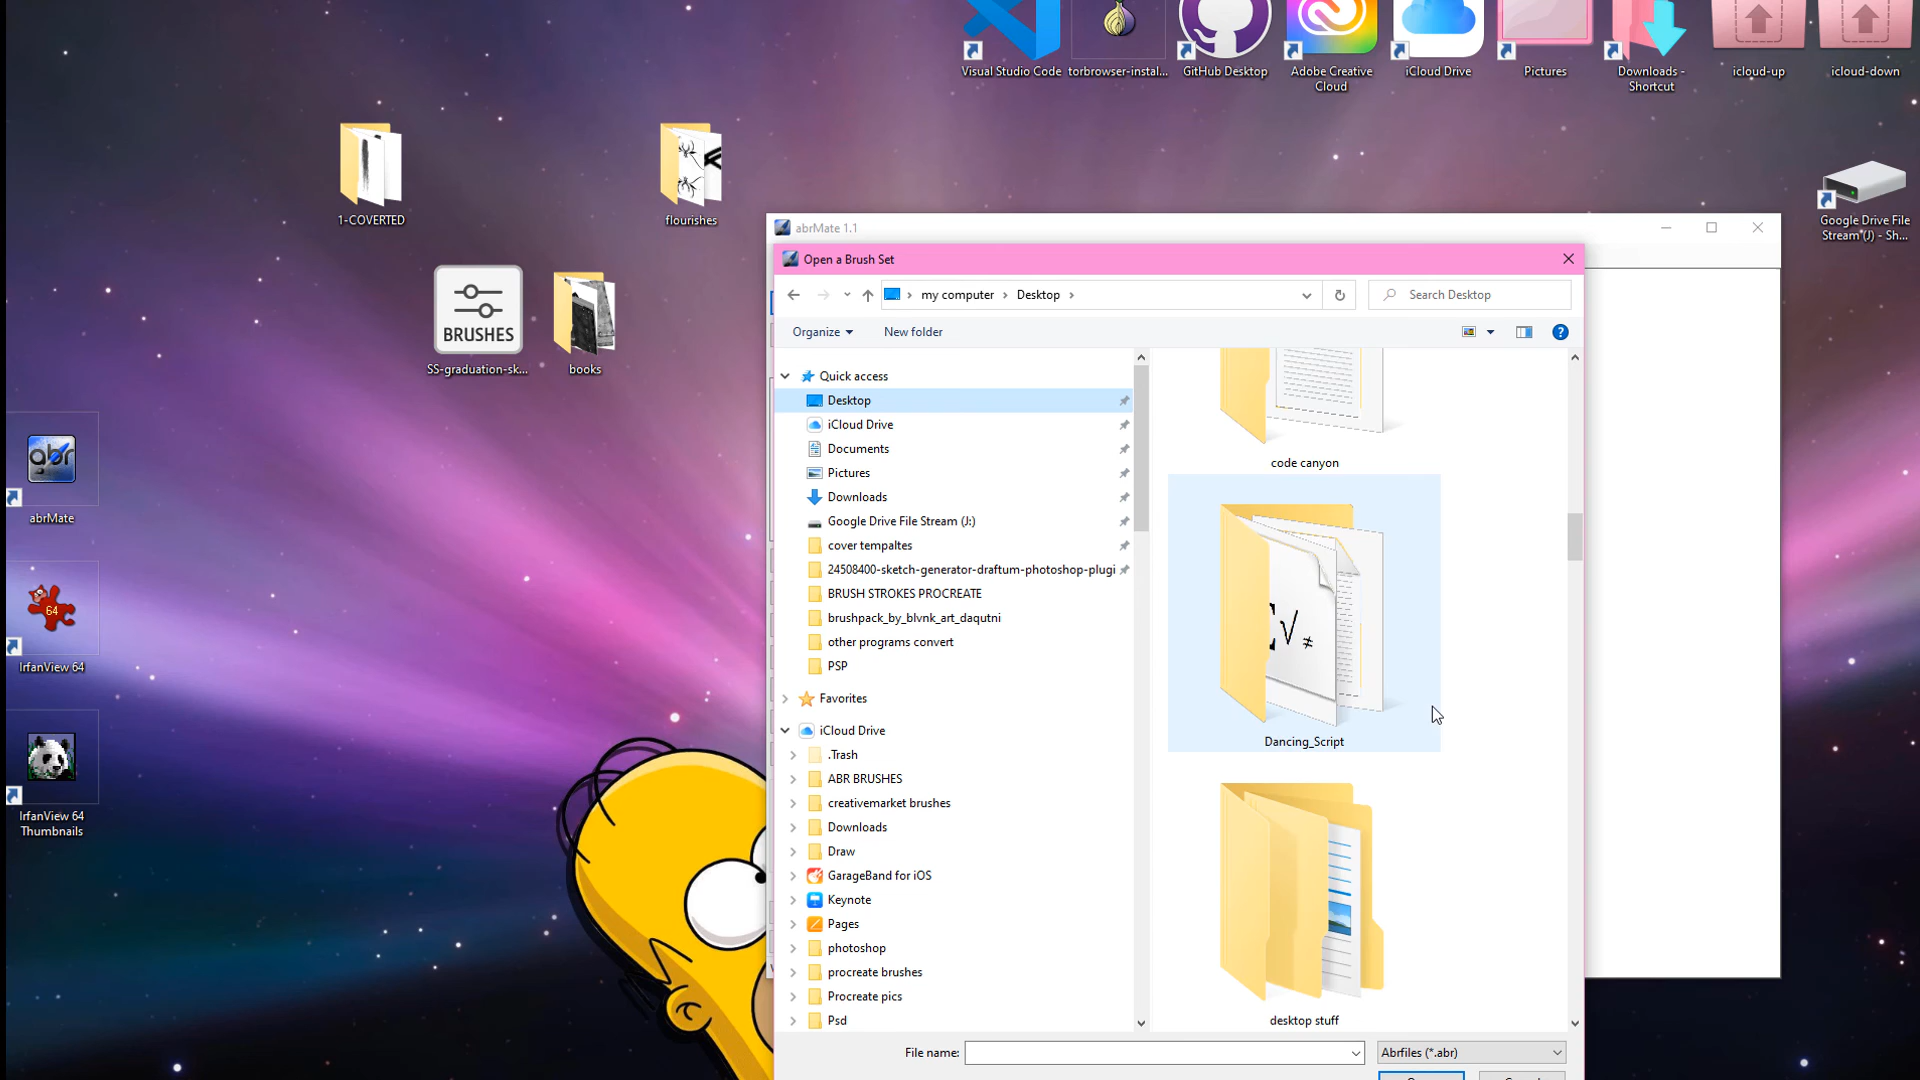 Visual Studio Code
torbrowser-instal...
GitHub Desktop
Adobe Creative
Cloud
iCloud Drive
Pictures
Downloads -
Shortcut
icloud-up
icloud-down
1-COVERTED
flourishes
Google Drive File
Stream (J) - Sh...
BRUSHES
SS-graduation-sk...
books
abr
abrMate
64
IrfanView 64
IrfanView 64
Thumbnails
abrMate 1.1
Open a Brush Set
my computer
Desktop
Search Desktop
Organize
New folder
Quick access
Desktop
iCloud Drive
Documents
Pictures
Downloads
Google Drive File Stream (J:)
cover tempaltes
24508400-sketch-generator-draftum-photoshop-plugi
BRUSH STROKES PROCREATE
brushpack_by_blvnk_art_daqutni
other programs convert
PSP
Favorites
iCloud Drive
.Trash
ABR BRUSHES
creativemarket brushes
Downloads
Draw
GarageBand for iOS
Keynote
Pages
photoshop
procreate brushes
Procreate pics
Psd
code canyon
Dancing_Script
desktop stuff
File name:
Abrfiles (*.abr)